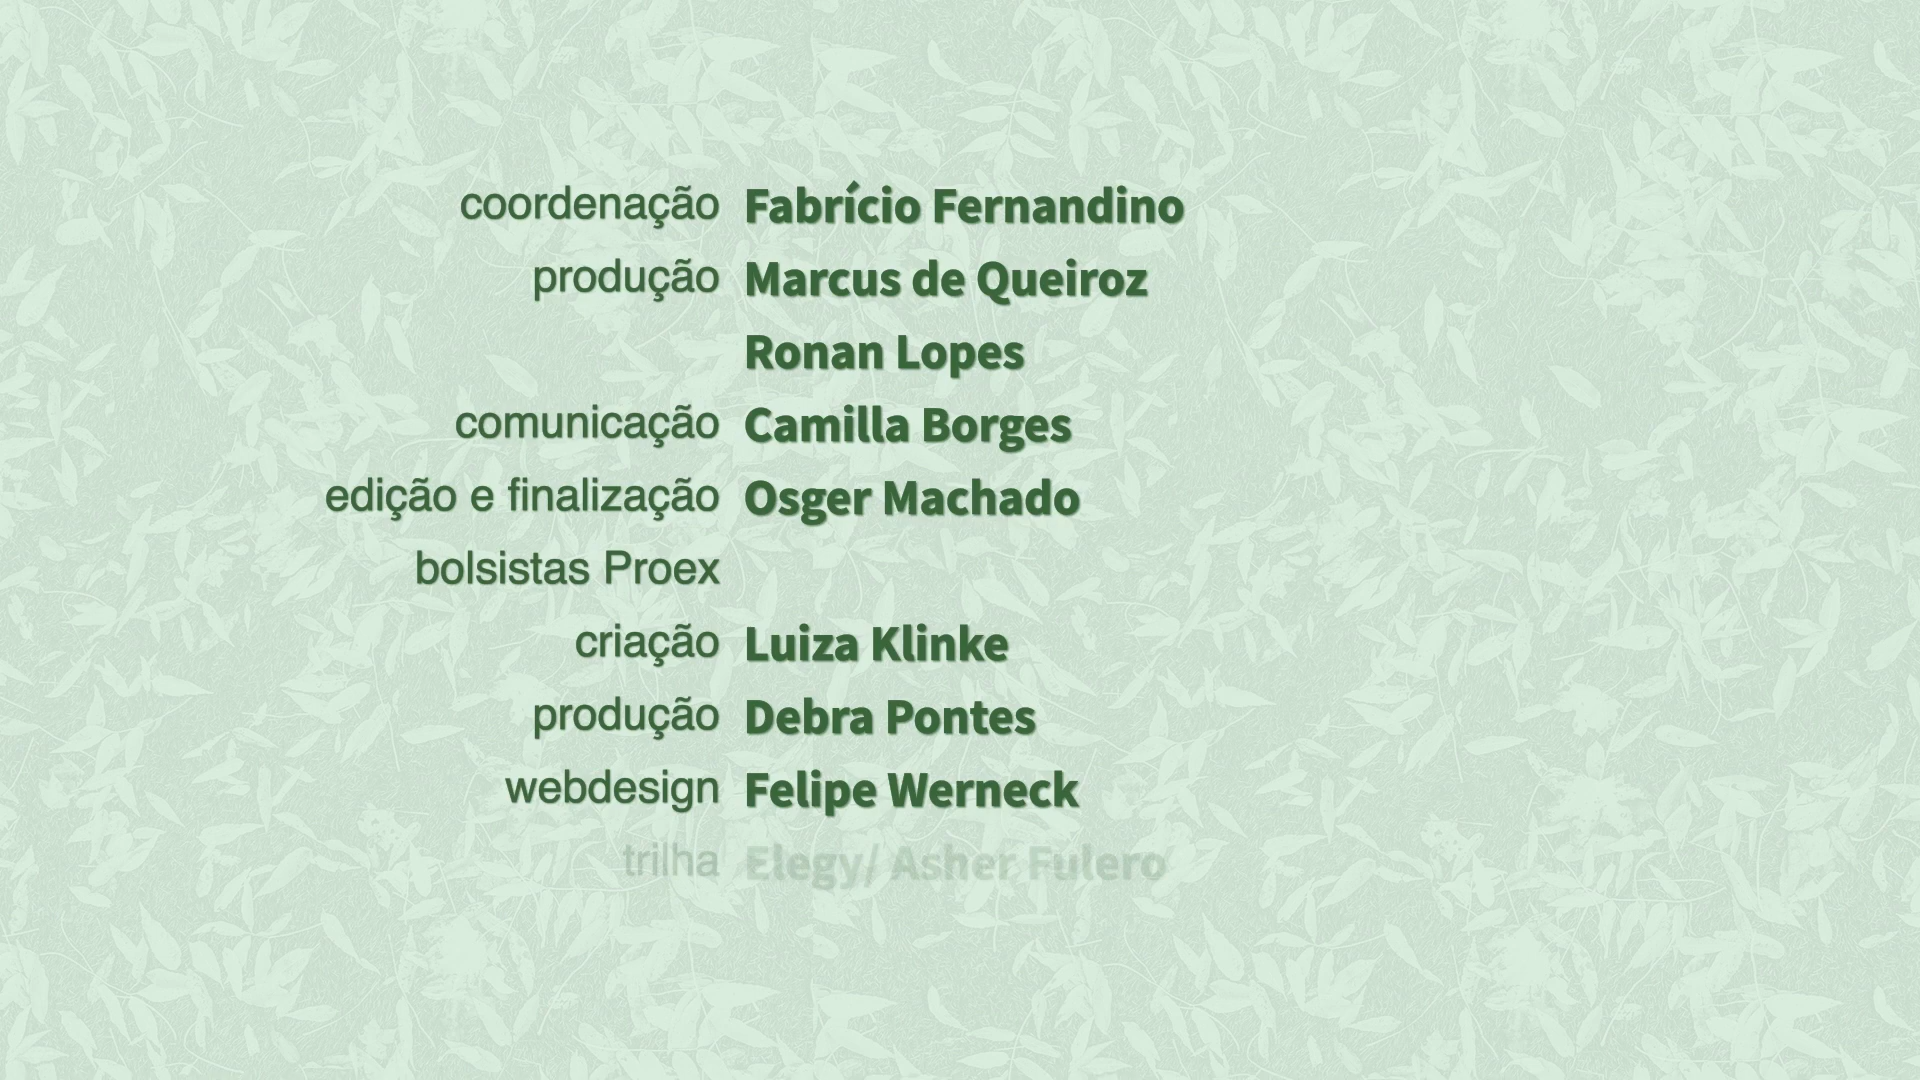 coordenação Fabrício Fernandino
produção Marcus de Queiroz
Ronan Lopes
comunicação Camilla Borges
edição e finalização Osger Machado
bolsistas Proex
criação Luiza Klinke
produção Debra Pontes
webdesign Felipe Werneck
trilha Elegy/ Asher Fulero